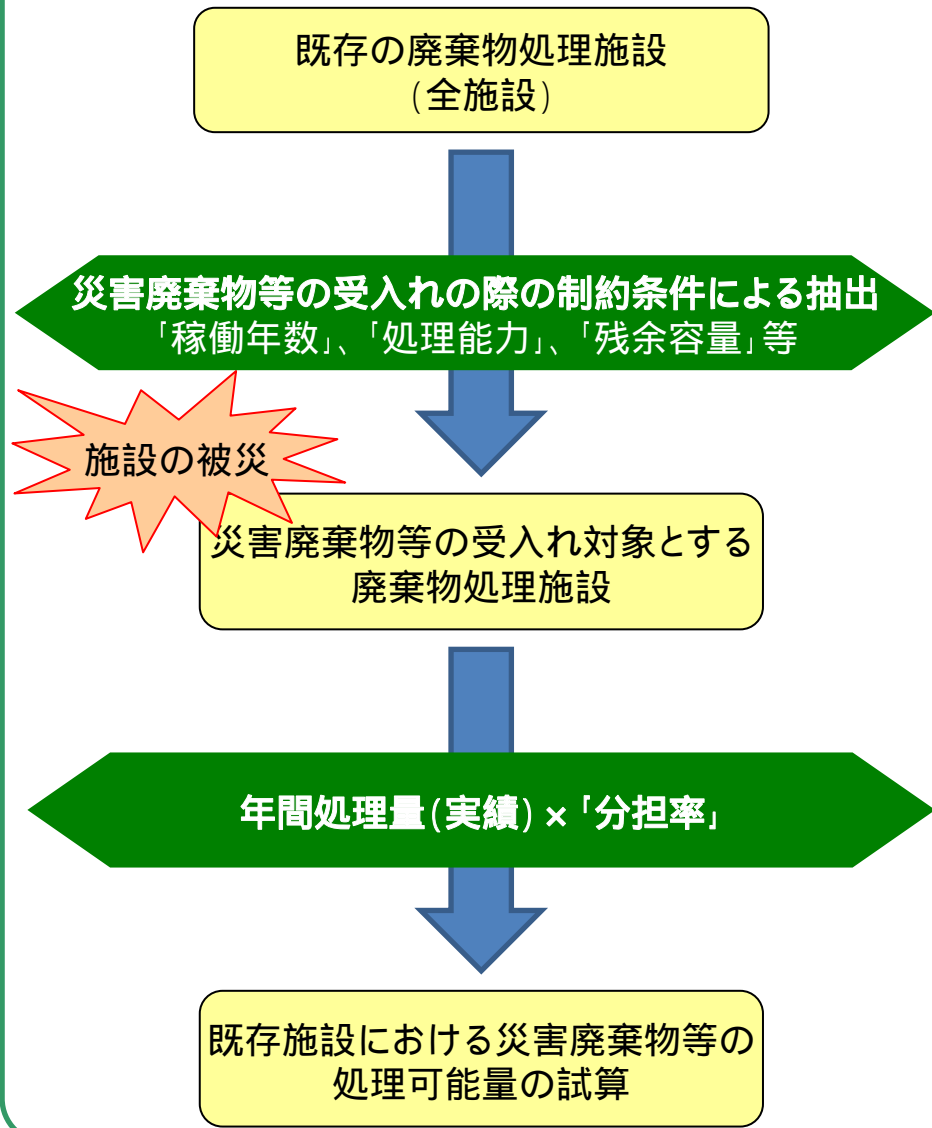 既存の廃棄物処理施設
(全施設)
災害廃棄物等の受入れの際の制約条件による抽出
「稼働年数」、「処理能力」、「残余容量」等
施設の被災
災害廃棄物等の受入れ対象とする
廃棄物処理施設
年間処理量(実績)×「分担率」
既存施設における災害廃棄物等の
処理可能量の試算